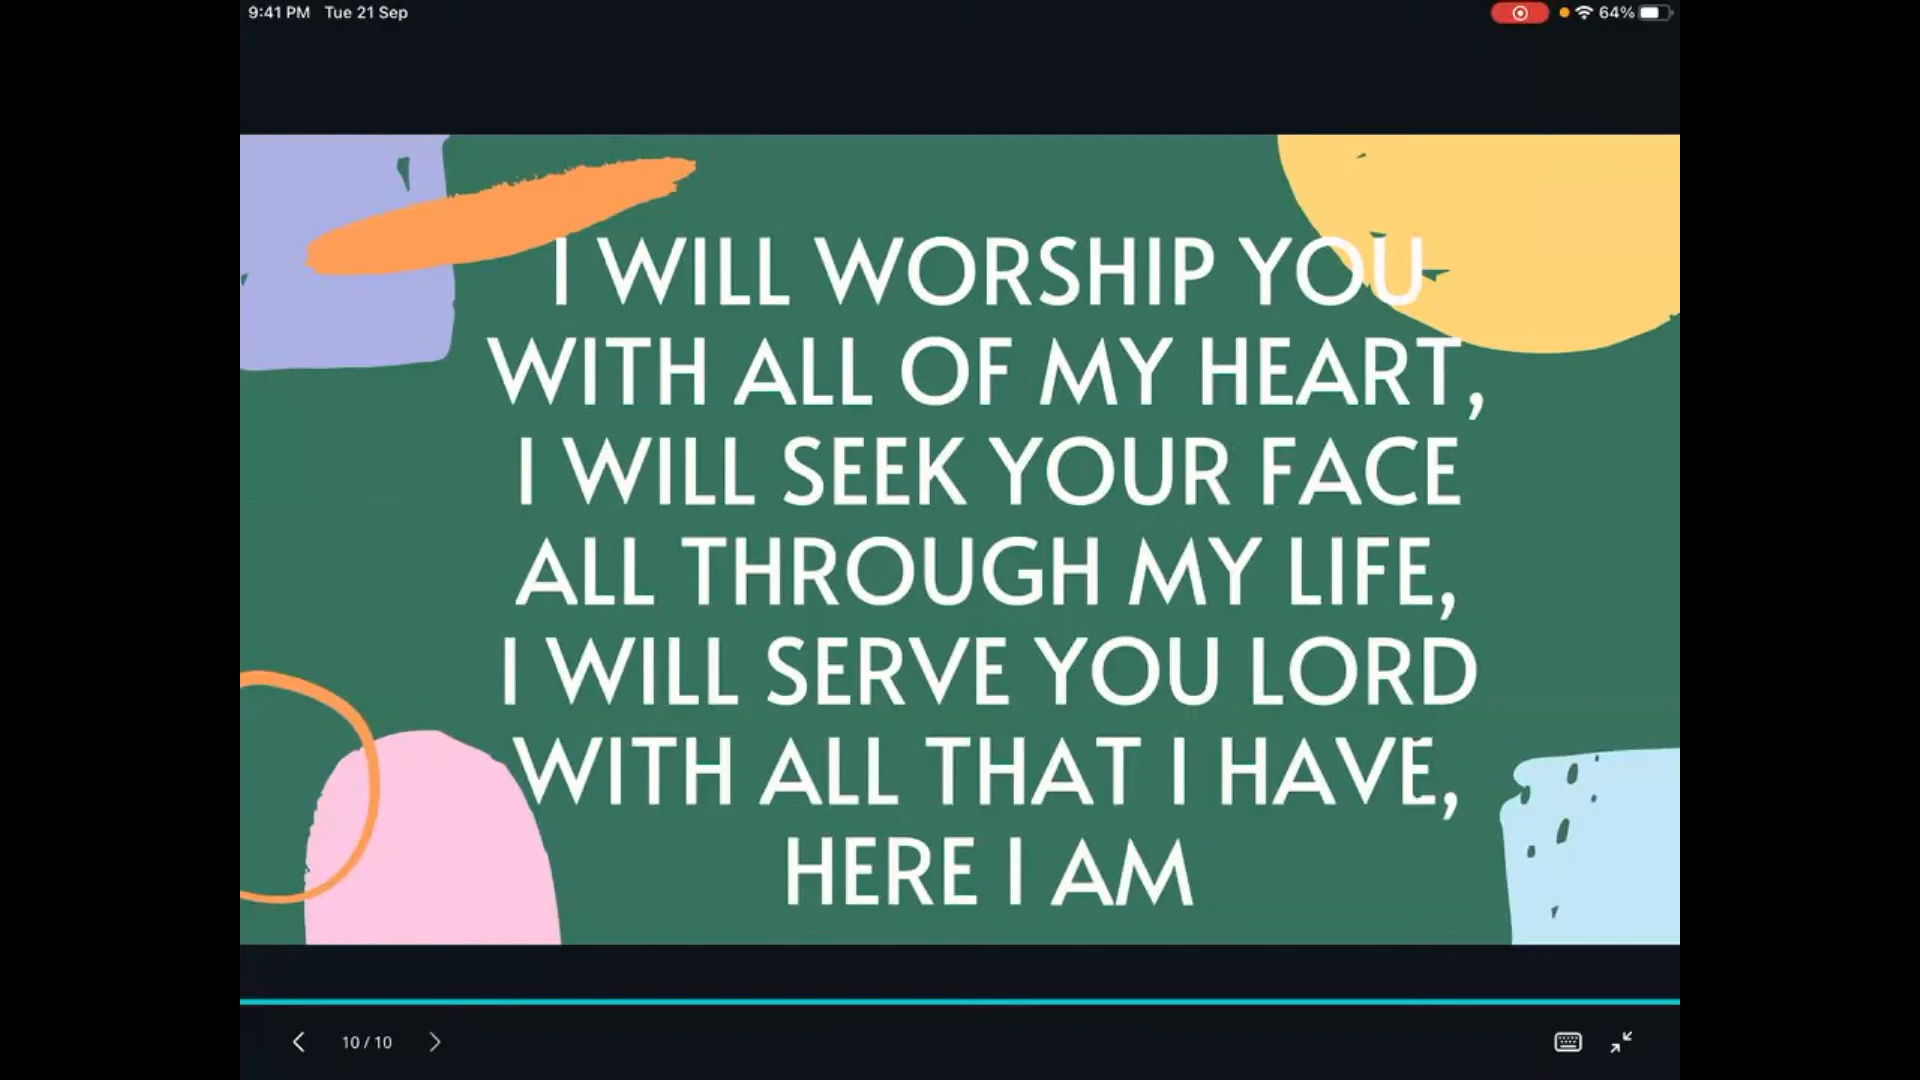 9:41 PM Tue 21 Sep
64%
I WILL WORSHIP YOU
WITH ALL OF MY HEART,
I WILL SEEK YOUR FACE
ALL THROUGH MY LIFE,
I WILL SERVE YOU LORD
WITH ALL THAT I HAVE,
HERE I AM
10 / 10